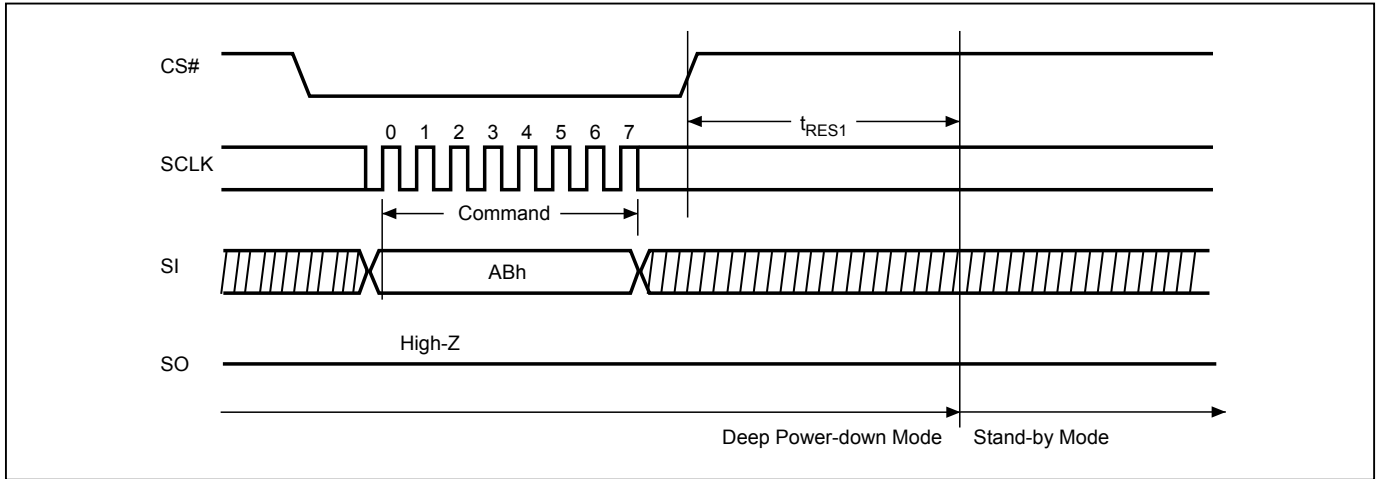 CS#
t_RES1
0 1 2 3 4 5 6 7
SCLK
Command
SI
ABh
High-Z
SO
Deep Power-down Mode Stand-by Mode